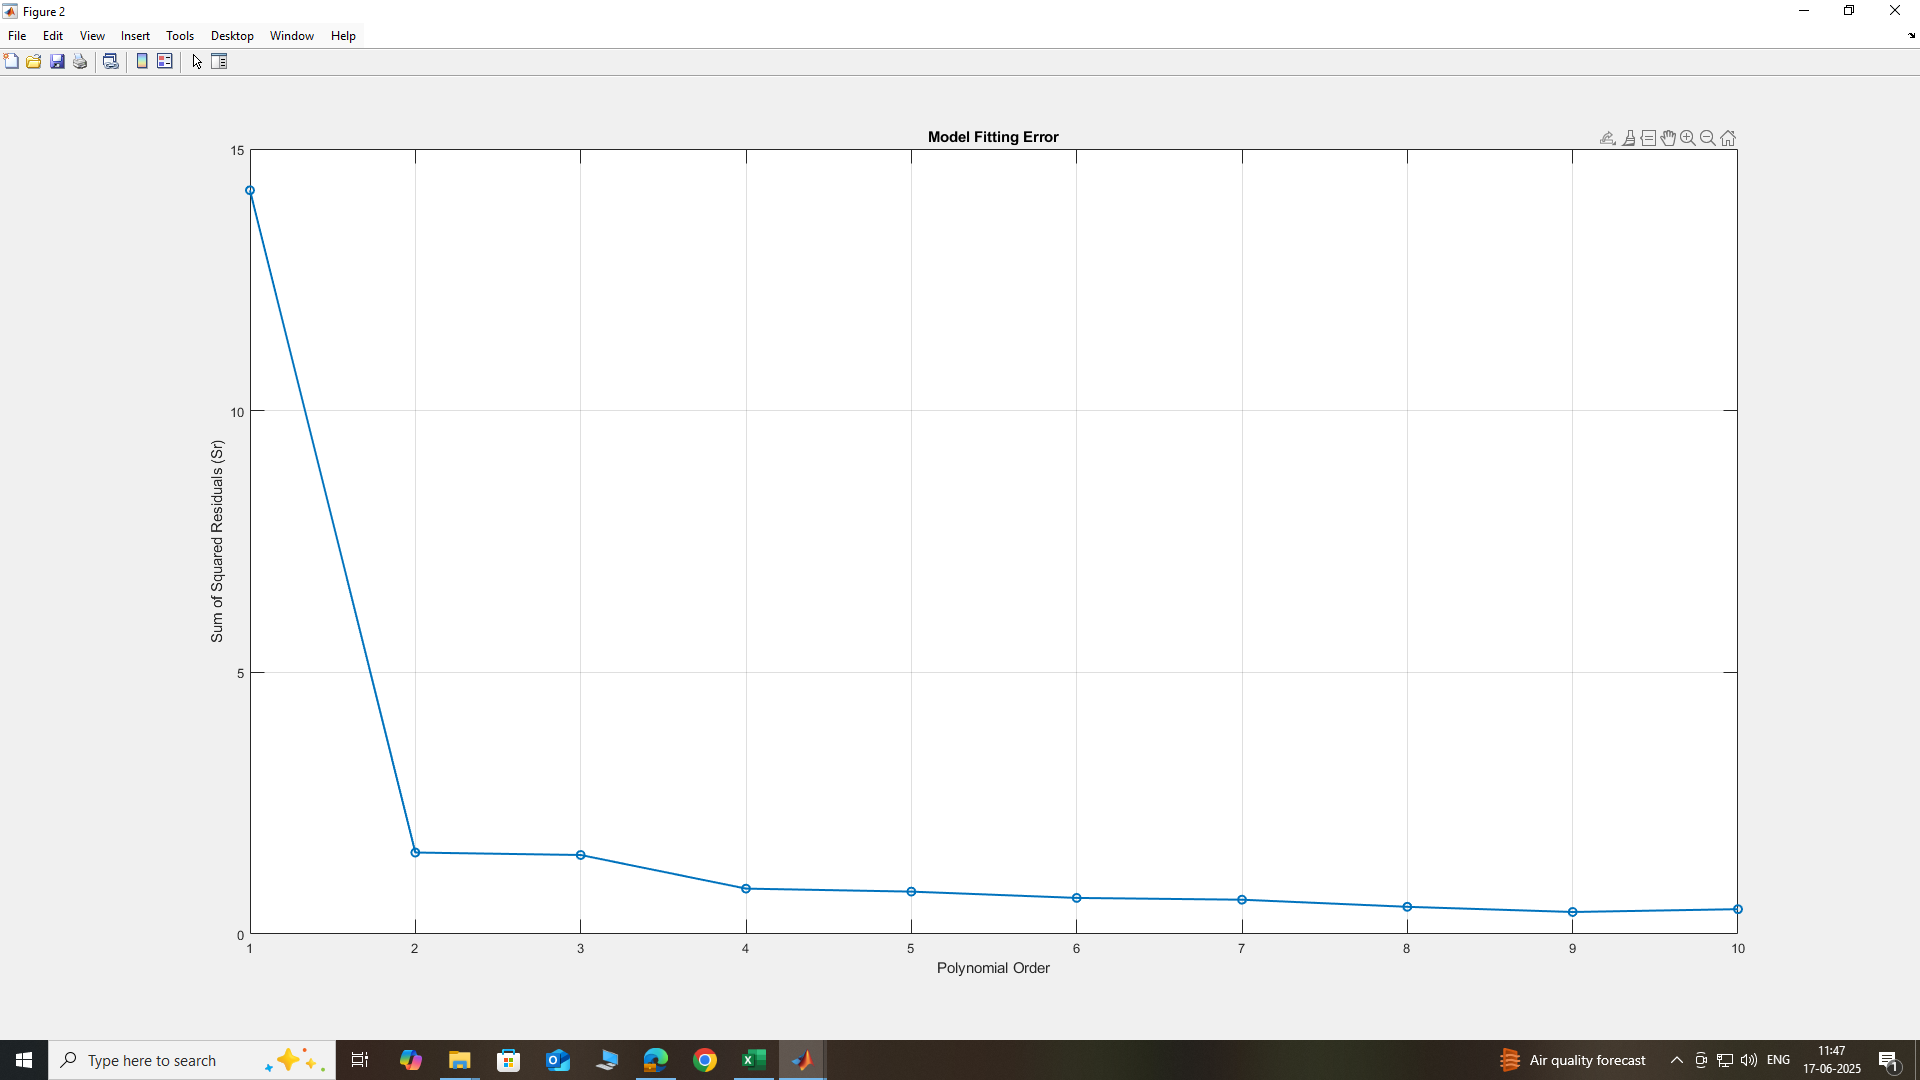 Figure 2
File Edit View Insert Tools Desktop Window Help
Model Fitting Error
15
10
5
0
Sum of Squared Residuals (Sr)
1 2 3 4 5 6 7 8 9 10
Polynomial Order
Type here to search
Air quality forecast
ENG
11:47
17-06-2025
1